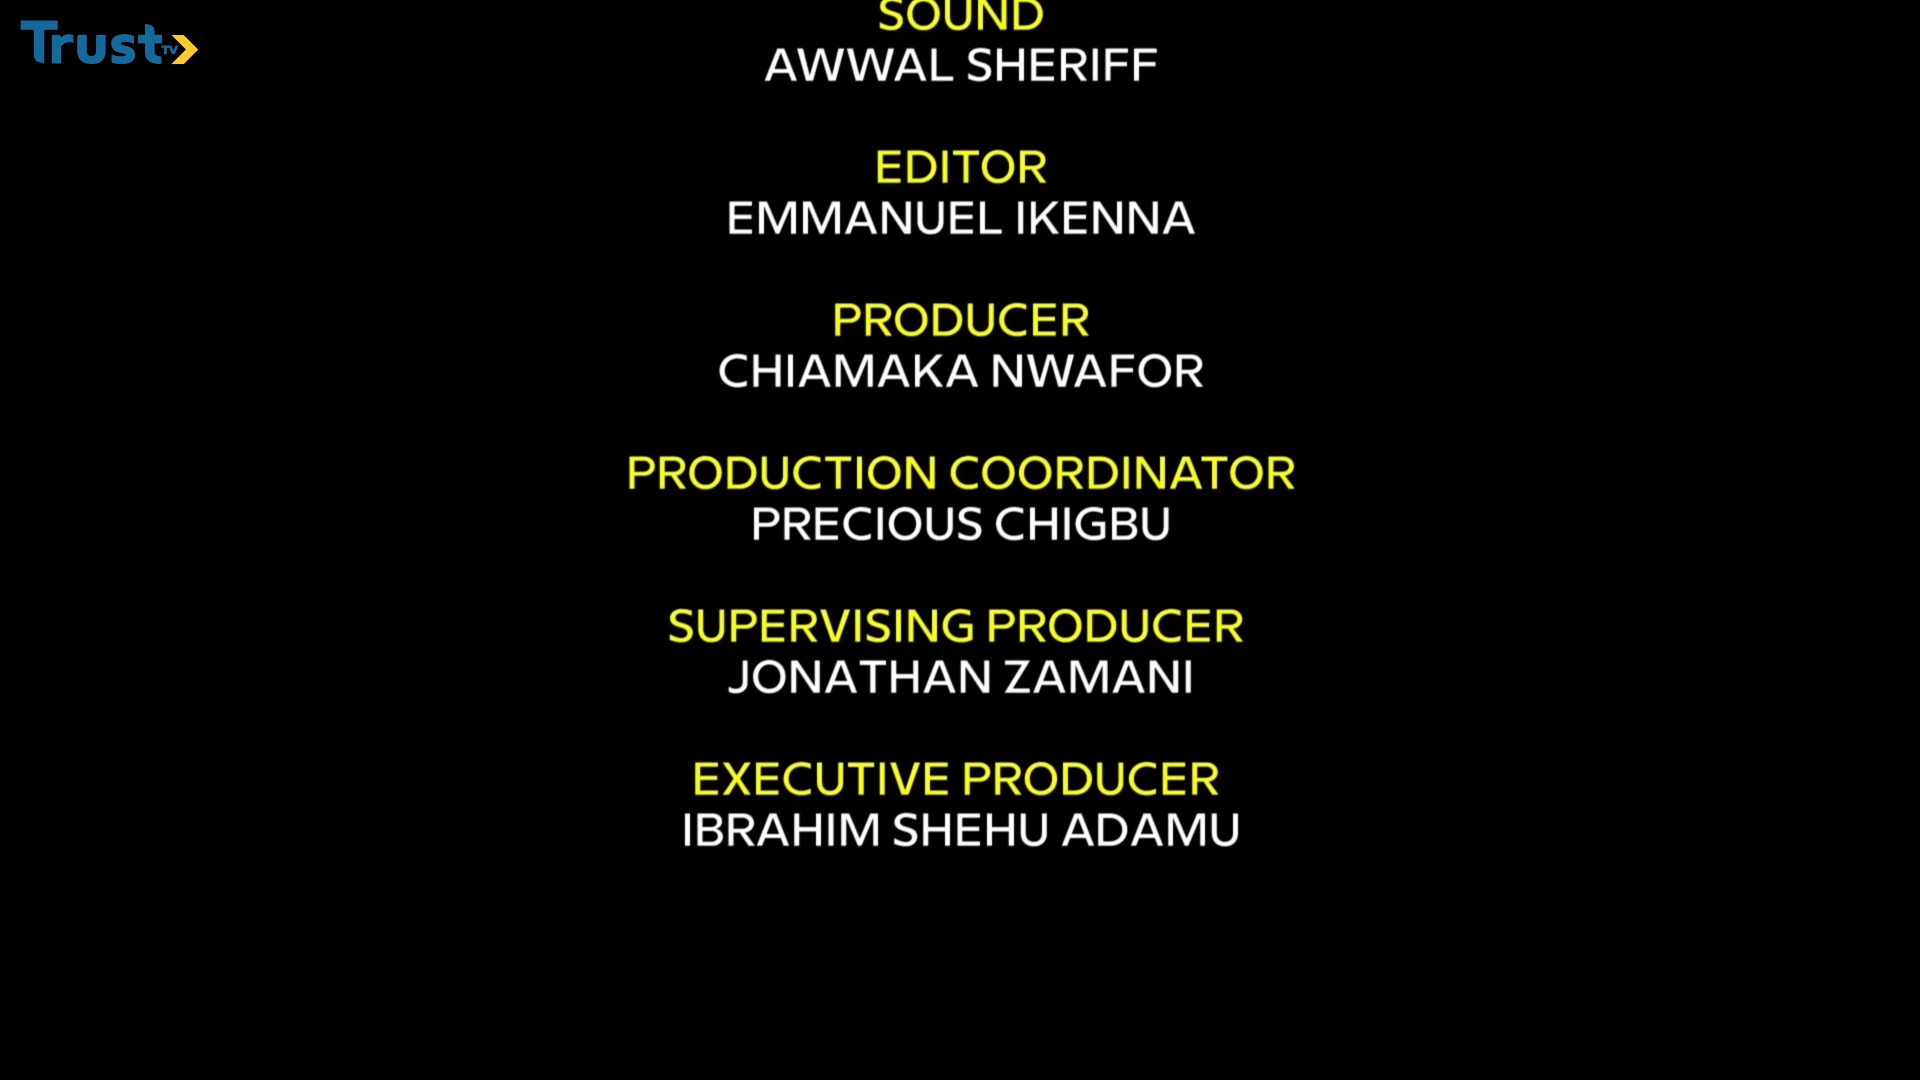 Trust TV
SOUND
AWWAL SHERIFF
EDITOR
EMMANUEL IKENNA
PRODUCER
CHIAMAKA NWAFOR
PRODUCTION COORDINATOR
PRECIOUS CHIGBU
SUPERVISING PRODUCER
JONATHAN ZAMANI
EXECUTIVE PRODUCER
IBRAHIM SHEHU ADAMU